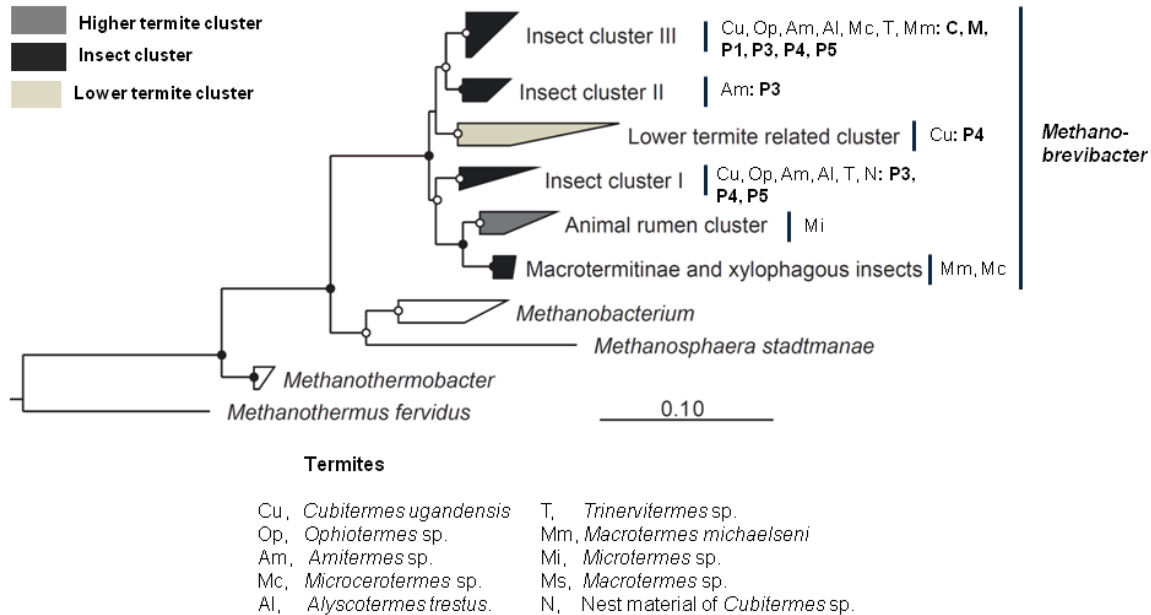 Higher termite cluster
Insect cluster
Lower termite cluster
Insect cluster III
Cu, Op, Am, Al, Mc, T, Mm: C, M,
P1, P3, P4, P5
Insect cluster II
Am: P3
Lower termite related cluster
Cu: P4
Methano-
brevibacter
Insect cluster I
Cu, Op, Am, Al, T, N: P3,
P4, P5
Animal rumen cluster
Mi
Macrotermitinae and xylophagous insects
Mm, Mc
Methanobacterium
Methanosphaera stadtmanae
Methanothermobacter
Methanothermus fervidus
0.10
Termites
Cu, Cubitermes ugandensis T, Trinervitermes sp.
Op, Ophiotermes sp. Mm, Macrotermes michaelseni
Am, Amitermes sp. Mi, Microtermes sp.
Mc, Microcerotermes sp. Ms, Macrotermes sp.
Al, Alyscotermes trestus. N, Nest material of Cubitermes sp.